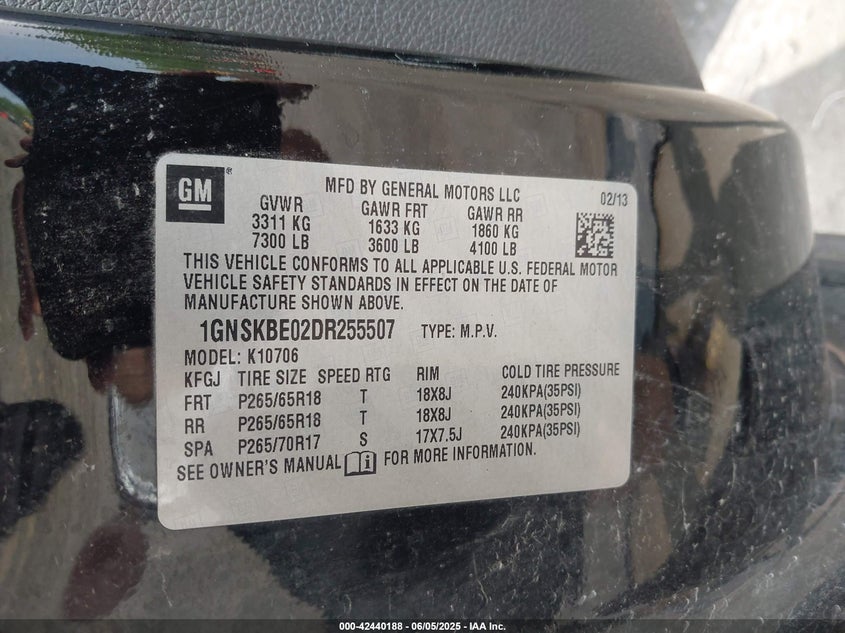 GM ®
MFD BY GENERAL MOTORS LLC
02/13
GVWR GAWR FRT GAWR RR
3311 KG 1633 KG 1860 KG
7300 LB 3600 LB 4100 LB
THIS VEHICLE CONFORMS TO ALL APPLICABLE U.S. FEDERAL MOTOR
VEHICLE SAFETY STANDARDS IN EFFECT ON THE DATE OF
MANUFACTURE SHOWN ABOVE.
1GNSKBE02DR255507 TYPE: M.P.V.
MODEL: K10706
KFGJ TIRE SIZE SPEED RTG RIM COLD TIRE PRESSURE
FRT P265/65R18 T 18X8J 240KPA(35PSI)
RR P265/65R18 T 18X8J 240KPA(35PSI)
SPA P265/70R17 S 17X7.5J 240KPA(35PSI)
SEE OWNER'S MANUAL FOR MORE INFORMATION.
000-42440188 - 06/05/2025 - IAA Inc.